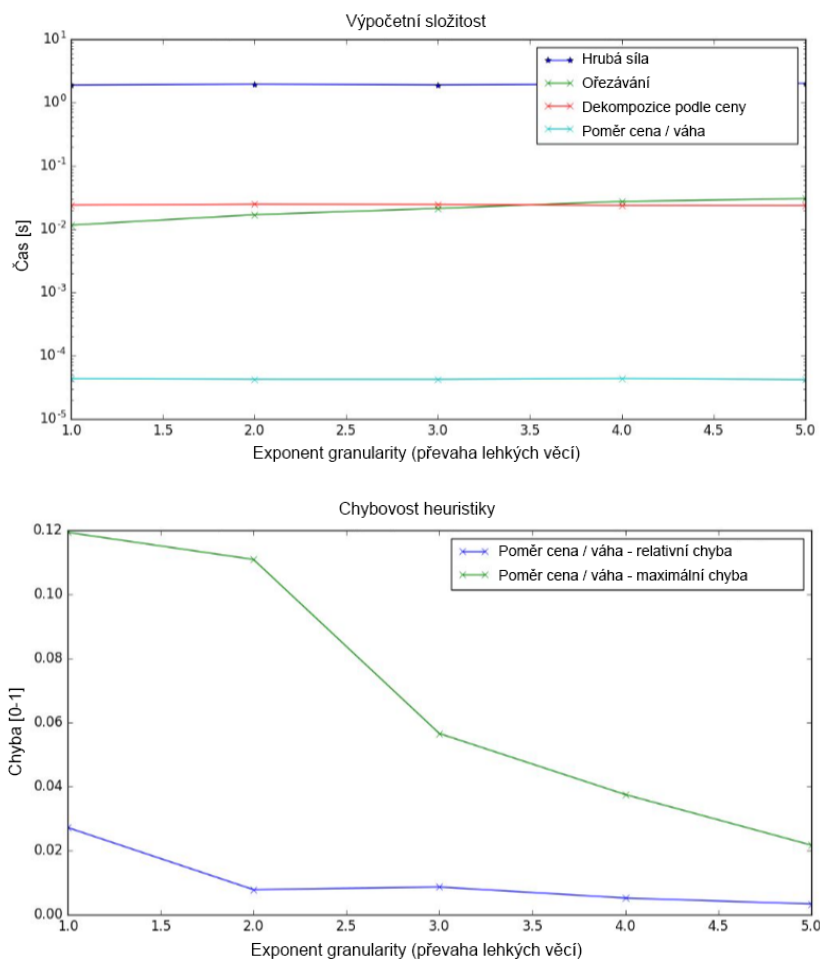 Výpočetní složitost
10^1
10^0
10^-1
10^-2
10^-4
10^-5
Čas [s]
Hrubá síla
Ořezávání
Dekompozice podle ceny
Poměr cena / váha
1.0 1.5 2.0 2.5 3.0 3.5 4.0 4.5 5.0
Exponent granularity (převaha lehkých věcí)
Chybovost heuristiky
0.12
0.10
0.08
0.06
0.04
0.02
0.00
Chyba [0-1]
Poměr cena / váha - relativní chyba
Poměr cena / váha - maximální chyba
1.0 1.5 2.0 2.5 3.0 3.5 4.0 4.5 5.0
Exponent granularity (převaha lehkých věcí)